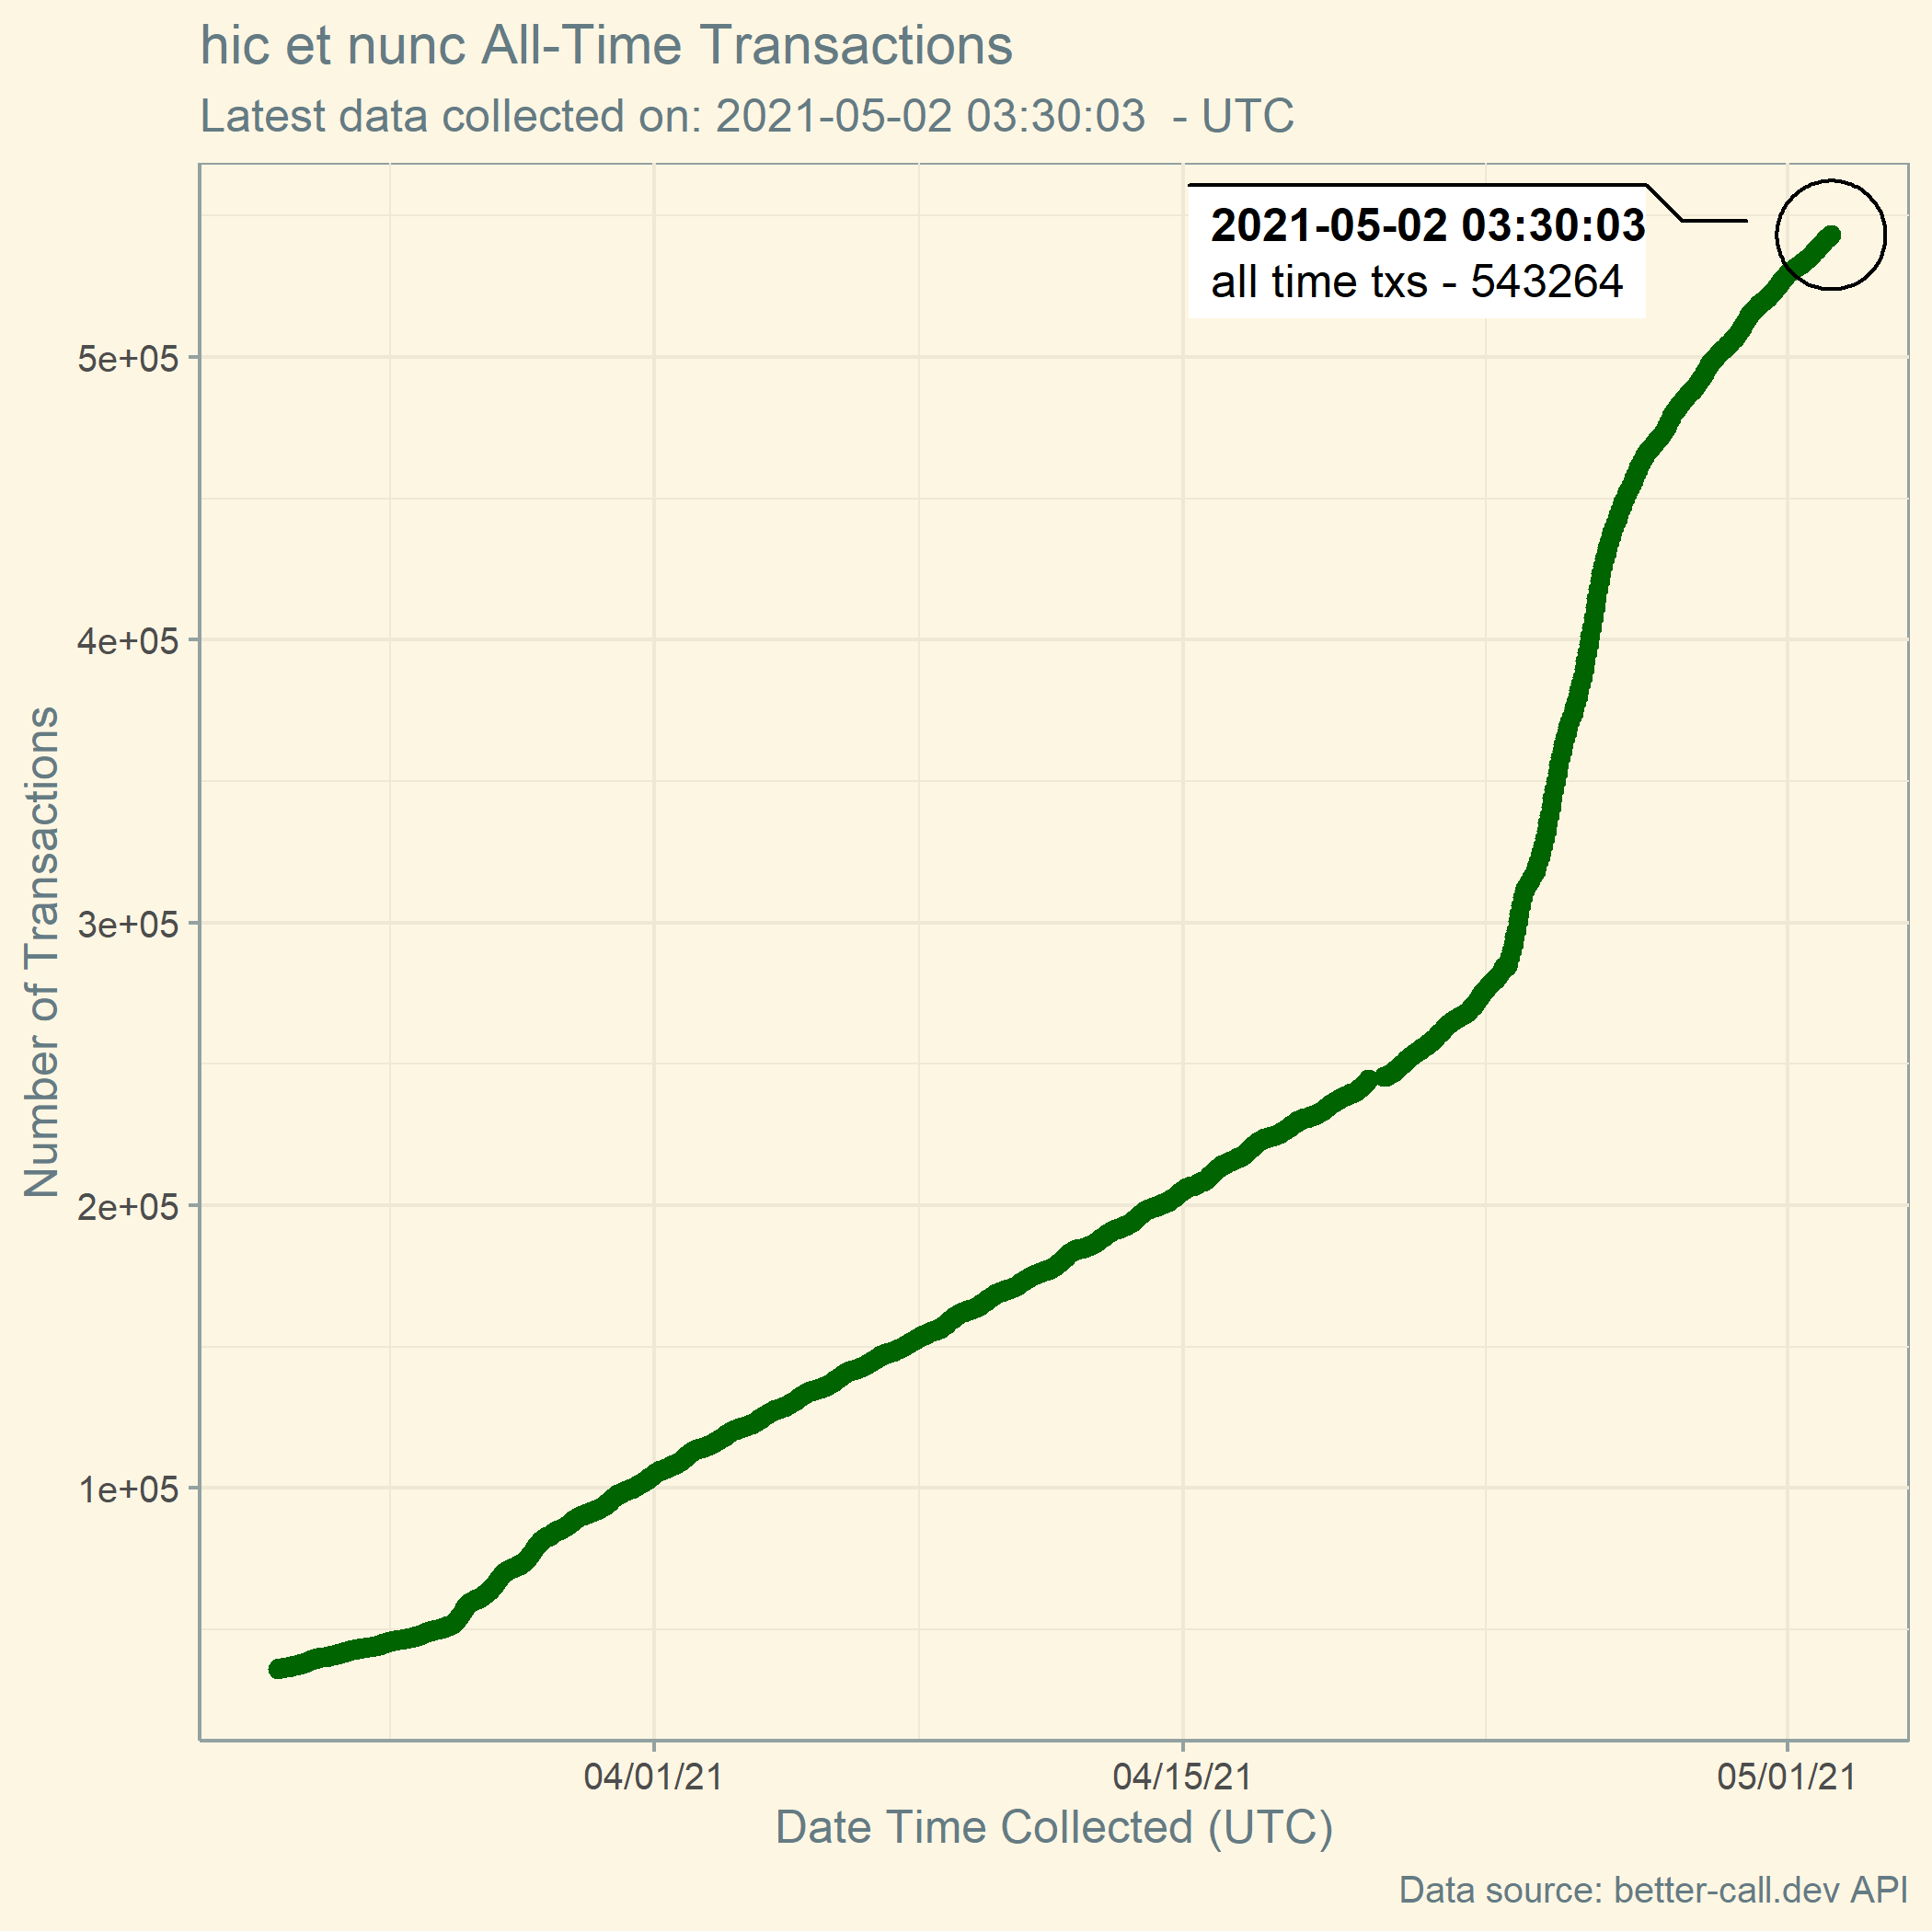 hic et nunc All-Time Transactions
Latest data collected on: 2021-05-02 03:30:03  - UTC
2021-05-02 03:30:03
all time txs - 543264
Number of Transactions
5e+05
4e+05
3e+05
2e+05
1e+05
04/01/21
04/15/21
05/01/21
Date Time Collected (UTC)
Data source: better-call.dev API